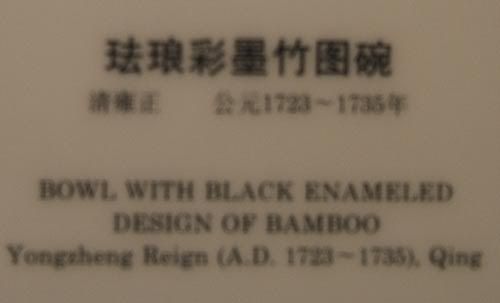 珐琅彩墨竹图碗
清雍正 公元1723～1735年
BOWL WITH BLACK ENAMELED
DESIGN OF BAMBOO
Yongzheng Reign (A.D. 1723～1735), Qing